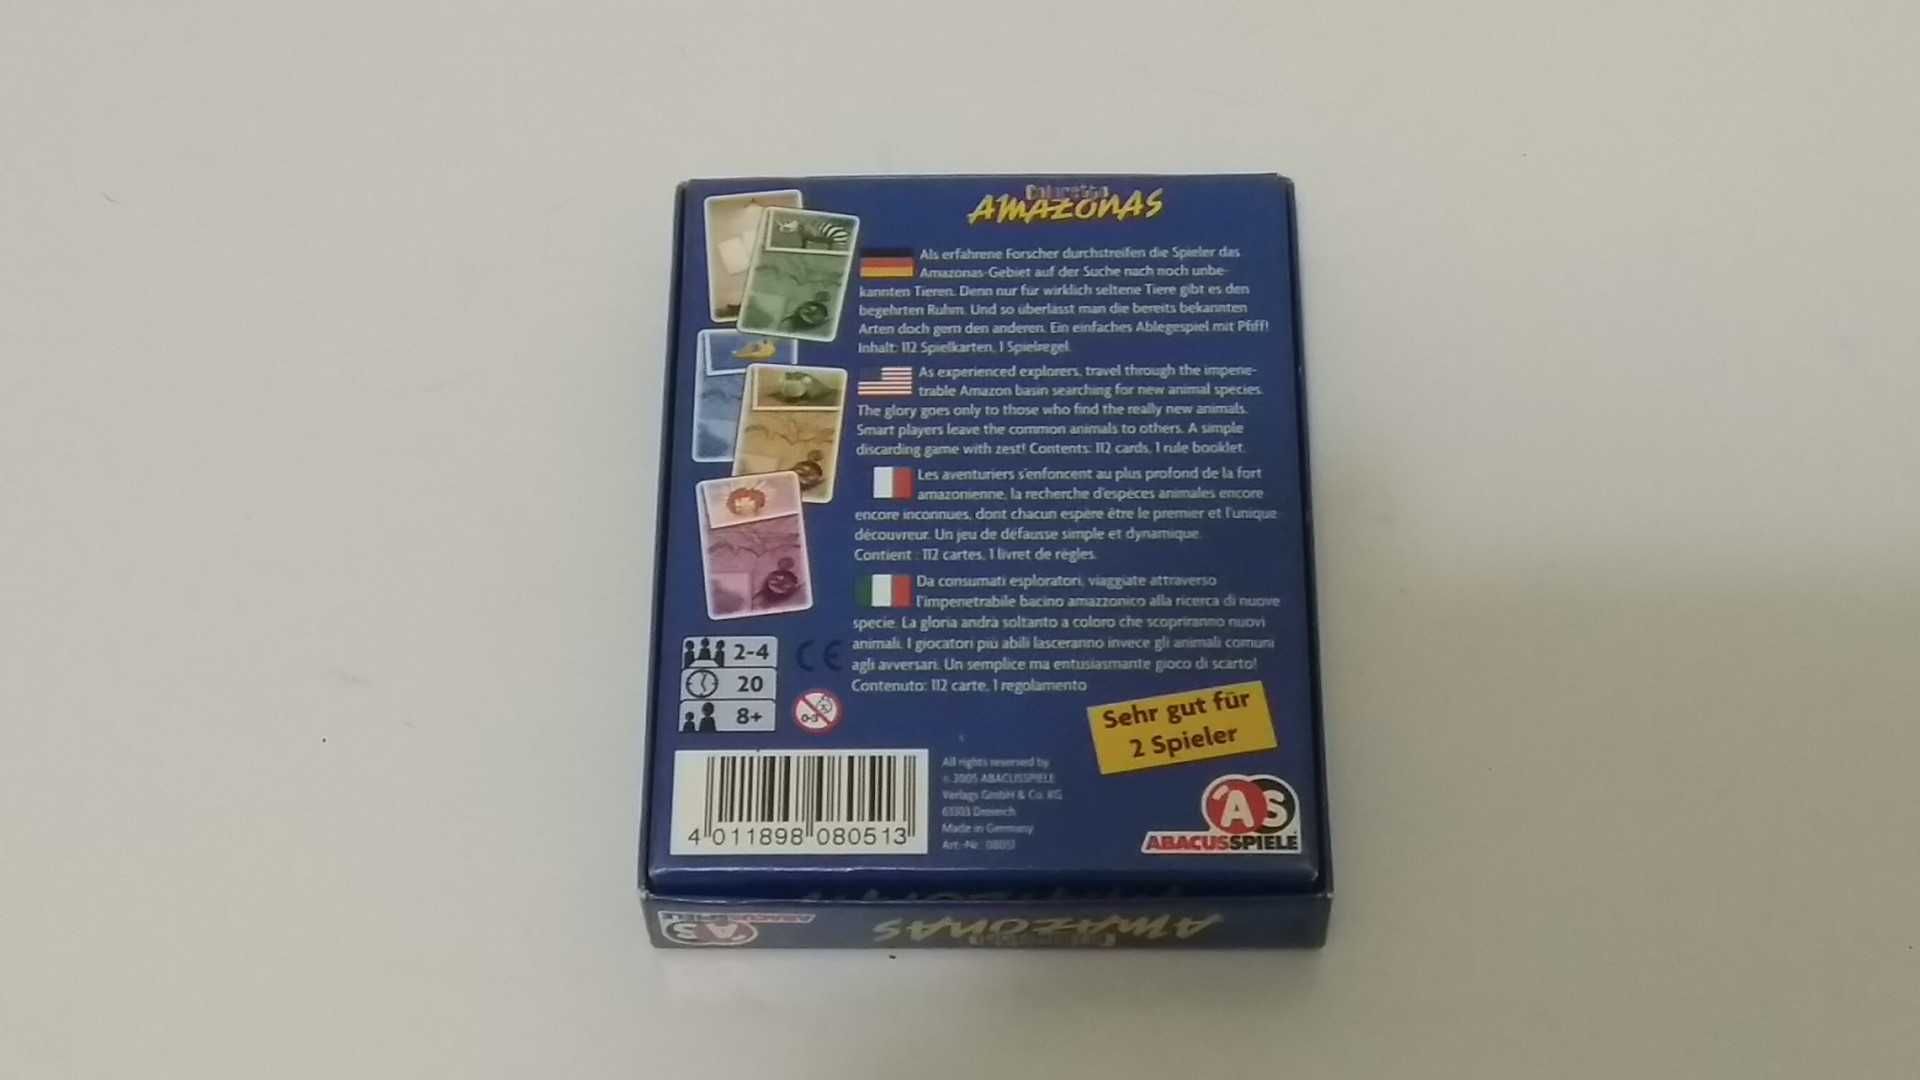 Coloretto
AMAZONAS
Als erfahrene Forscher durchstreifen die Spieler das
Amazonas-Gebiet auf der Suche nach noch unbe-
kannten Tieren. Denn nur für wirklich seltene Tiere gibt es den
begehrten Ruhm. Und so überlässt man die bereits bekannten
Arten doch gern den anderen. Ein einfaches Ablegespiel mit Pfiff!
Inhalt: 112 Spielkarten, 1 Spielregel.
As experienced explorers, travel through the impene-
trable Amazon basin searching for new animal species.
The glory goes only to those who find the really new animals.
Smart players leave the common animals to others. A simple
discarding game with zest! Contents: 112 cards, 1 rule booklet.
Les aventuriers s'enfoncent au plus profond de la fort
amazonienne, la recherche d'espèces animales encore
encore inconnues, dont chacun espère être le premier et l'unique
découvreur. Un jeu de défausse simple et dynamique.
Contient : 112 cartes, 1 livret de règles.
Da consumati esploratori, viaggiate attraverso
l'impenetrabile bacino amazzonico alla ricerca di nuove
specie. La gloria andrà soltanto a coloro che scopriranno nuovi
animali. I giocatori più abili lasceranno invece gli animali comuni
agli avversari. Un semplice ma entusiasmante gioco di scarto!
Contenuto: 112 carte, 1 regolamento
2-4
20
8+
CE
0-3
Sehr gut für
2 Spieler
4 011898 080513
All rights reserved by
© 2005 ABACUSSPIELE
Verlags GmbH & Co. KG
63303 Dreieich
Made in Germany
Art.-Nr.: 08051
AS
ABACUSSPIELE
ABACUSSPIELE
AS
Coloretto
AMAZONAS